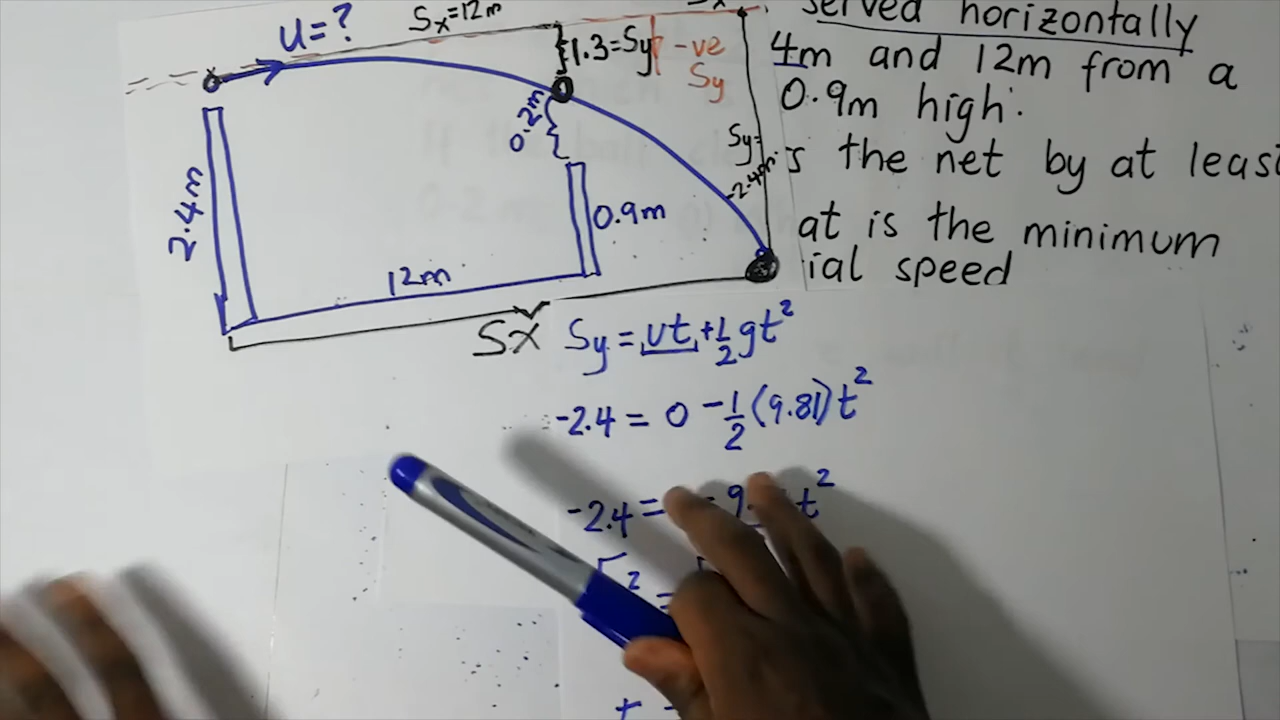 served horizontally
4m and 12m from a
0.9m high.
s the net by at least
at is the minimum
ial speed
u=?
Sx=12m
1.3=Sy
-ve
Sy
0.2m
Sy=
-2.4m
2.4m
0.9m
12m
Sx
Sy = ut + 1/2 gt²
-2.4 = 0 - 1/2 (9.81) t²
-2.4 =
t²